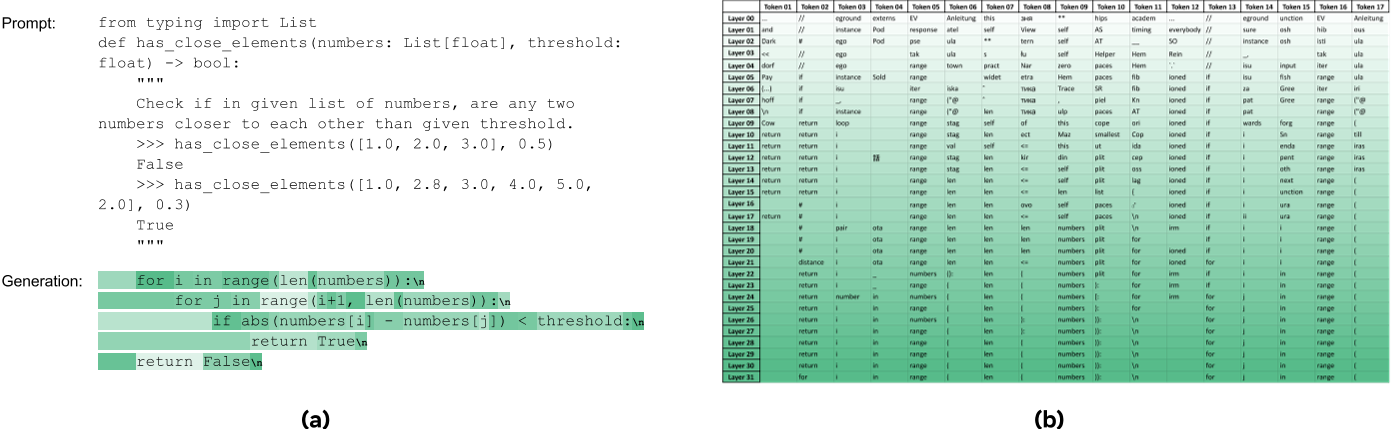 Prompt:
from typing import List
def has_close_elements(numbers: List[float], threshold:
float) -> bool:
"""
Check if in given list of numbers, are any two
numbers closer to each other than given threshold.
>>> has_close_elements([1.0, 2.0, 3.0], 0.5)
False
>>> has_close_elements([1.0, 2.8, 3.0, 4.0, 5.0,
2.0], 0.3)
True
"""
Generation:
for i in range(len(numbers)):\n
for j in range(i+1, len(numbers)):\n
if abs(numbers[i] - numbers[j]) < threshold:\n
return True\n
return False\n
(a)
Token 01 Token 02 Token 03 Token 04 Token 05 Token 06 Token 07 Token 08 Token 09 Token 10 Token 11 Token 12 Token 13 Token 14 Token 15 Token 16 Token 17
Layer 00 ... // eground externs EV Anleitung this ** hips academ ... // eground unction EV Anleitung
Layer 01 and // instance Pod response atel self View self AS timing everybody // sure osh hib ous
Layer 02 Dark # ego Pod pse ula ** tern self AT __ SO // instance osh isti ula
Layer 03 << // ego tak ula s fu self Helper Hem Rein // _, tak ula
Layer 04 dorf // ego range town pract Nar zero paces Hem // isu input iter ula
Layer 05 Pay if instance Sold range widet etra Hem paces fib ioned if isu fish range ula
Layer 06 {...} if isu iter iska " Trace SR fib ioned if pat Gree iter iri
Layer 07 hoff if _, range ("@ " , piel Kn ioned if pat Gree range ("@
Layer 08 \n if instance range ("@ ulp paces AT ioned if pat range ("@
Layer 09 Cow return loop range stag self of this cope ori ioned if wards forg range (
Layer 10 return return i range stag len ect Maz smallest Cop ioned if i Sn range till
Layer 11 return return i range val self <= this ut ida ioned if i enda range iras
Layer 12 return return i range stag len kir din plit cep ioned if i pent range iras
Layer 13 return return i range stag len <= self plit oss ioned if i oth range iras
Layer 14 return return i range len len <= self plit lag ioned if i next range (
Layer 15 return return i range len len <= len list ( ioned if i unction range (
Layer 16 # i range len len ovo self paces ioned if i ura range (
Layer 17 return # i range len len <= self paces \n ioned if ii ura range (
Layer 18 # pair ota range len len len numbers plit \n irm if i i range (
Layer 19 # i ota range len len len numbers plit for if i i range (
Layer 20 # i ota range len len len numbers plit for ioned if i i range (
Layer 21 distance i ota range len len <= numbers plit for ioned for i i range (
Layer 22 return i _ numbers )): len [ numbers plit for irm if i in range (
Layer 23 return i _ range ( len [ numbers ): for irm if i in range (
Layer 24 return number in numbers ( len [ numbers ): for irm for j in range (
Layer 25 return i in range ( len [ numbers ): for for j in range (
Layer 26 return i in numbers ( len ): numbers )): \n for j in range (
Layer 27 return i in range ( len ): numbers )): \n for j in range (
Layer 28 return i in range ( len ( numbers )): \n for j in range (
Layer 29 return i in range ( len ( numbers )): \n for j in range (
Layer 30 return i in range ( len ( numbers )): \n for j in range (
Layer 31 for i in range ( len ( numbers )): \n for j in range (
(b)